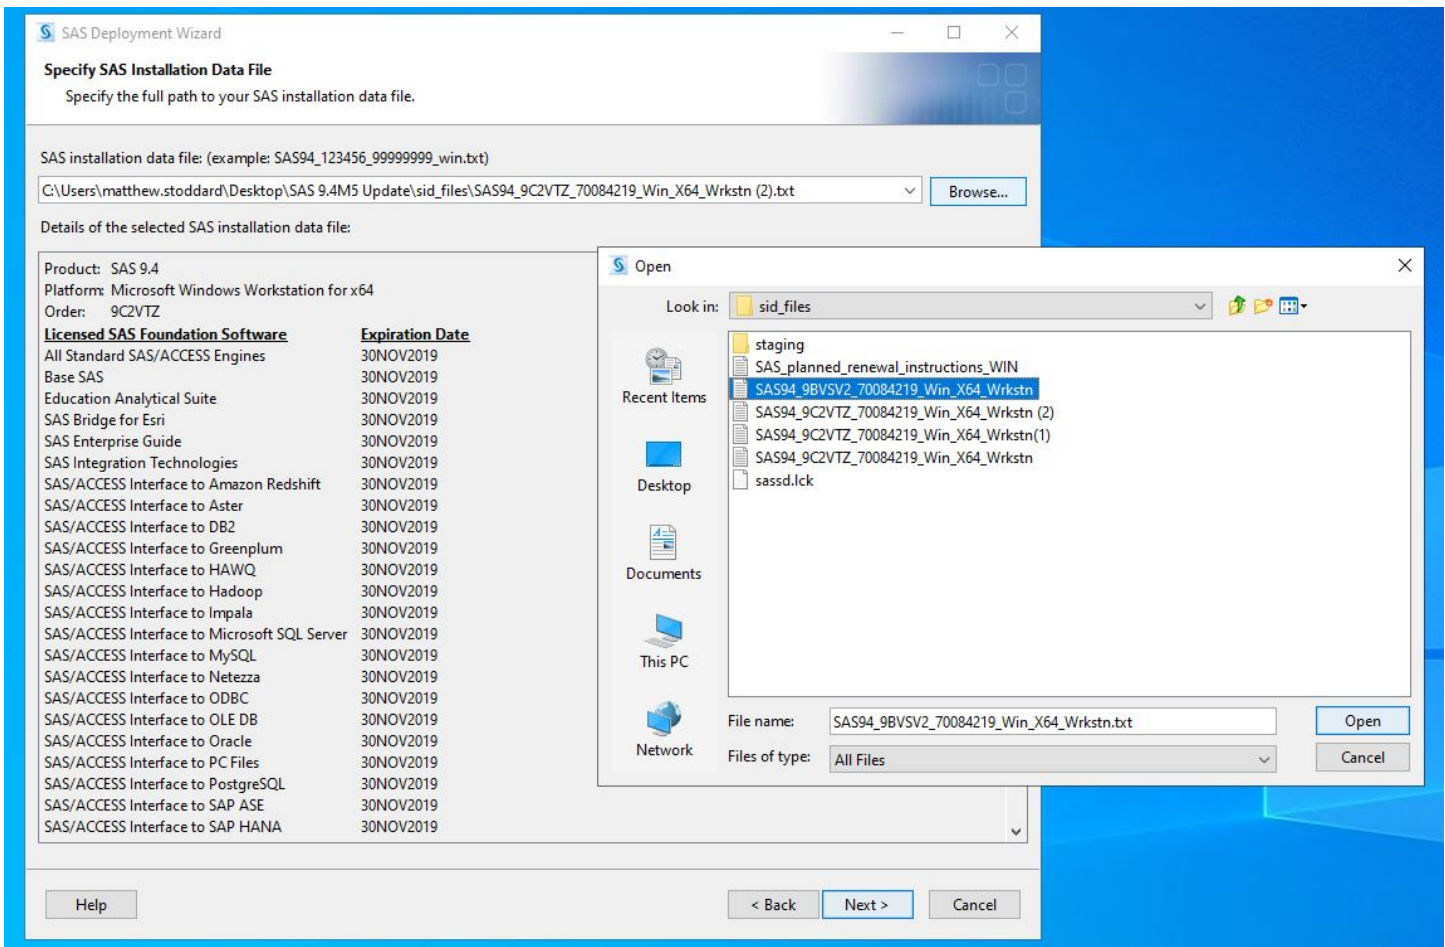 SAS Deployment Wizard
Specify SAS Installation Data File
Specify the full path to your SAS installation data file.
SAS installation data file: (example: SAS94_123456_99999999_win.txt)
C:\Users\matthew.stoddard\Desktop\SAS 9.4M5 Update\sid_files\SAS94_9C2VTZ_70084219_Win_X64_Wrkstn (2).txt
Browse...
Details of the selected SAS installation data file:
Product: SAS 9.4
Platform: Microsoft Windows Workstation for x64
Order: 9C2VTZ
Licensed SAS Foundation Software Expiration Date
All Standard SAS/ACCESS Engines 30NOV2019
Base SAS 30NOV2019
Education Analytical Suite 30NOV2019
SAS Bridge for Esri 30NOV2019
SAS Enterprise Guide 30NOV2019
SAS Integration Technologies 30NOV2019
SAS/ACCESS Interface to Amazon Redshift 30NOV2019
SAS/ACCESS Interface to Aster 30NOV2019
SAS/ACCESS Interface to DB2 30NOV2019
SAS/ACCESS Interface to Greenplum 30NOV2019
SAS/ACCESS Interface to HAWQ 30NOV2019
SAS/ACCESS Interface to Hadoop 30NOV2019
SAS/ACCESS Interface to Impala 30NOV2019
SAS/ACCESS Interface to Microsoft SQL Server 30NOV2019
SAS/ACCESS Interface to MySQL 30NOV2019
SAS/ACCESS Interface to Netezza 30NOV2019
SAS/ACCESS Interface to ODBC 30NOV2019
SAS/ACCESS Interface to OLE DB 30NOV2019
SAS/ACCESS Interface to Oracle 30NOV2019
SAS/ACCESS Interface to PC Files 30NOV2019
SAS/ACCESS Interface to PostgreSQL 30NOV2019
SAS/ACCESS Interface to SAP ASE 30NOV2019
SAS/ACCESS Interface to SAP HANA 30NOV2019
Help
< Back
Next >
Cancel
Open
Look in: sid_files
Recent Items
Desktop
Documents
This PC
Network
staging
SAS_planned_renewal_instructions_WIN
SAS94_9BVSV2_70084219_Win_X64_Wrkstn
SAS94_9C2VTZ_70084219_Win_X64_Wrkstn (2)
SAS94_9C2VTZ_70084219_Win_X64_Wrkstn(1)
SAS94_9C2VTZ_70084219_Win_X64_Wrkstn
sassd.lck
File name: SAS94_9BVSV2_70084219_Win_X64_Wrkstn.txt
Open
Files of type: All Files
Cancel